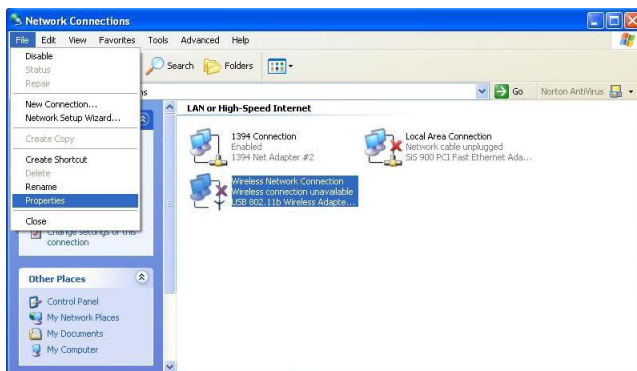 Network Connections
File Edit View Favorites Tools Advanced Help
Disable
Status
Repair
New Connection...
Network Setup Wizard...
Create Copy
Create Shortcut
Delete
Rename
Properties
Close
Search Folders
ns
Go Norton AntiVirus
LAN or High-Speed Internet
1394 Connection
Enabled
1394 Net Adapter #2
Local Area Connection
Network cable unplugged
SiS 900 PCI Fast Ethernet Ada...
Wireless Network Connection
Wireless connection unavailable
USB 802.11b Wireless Adapte...
Change settings of this
connection
Other Places
Control Panel
My Network Places
My Documents
My Computer